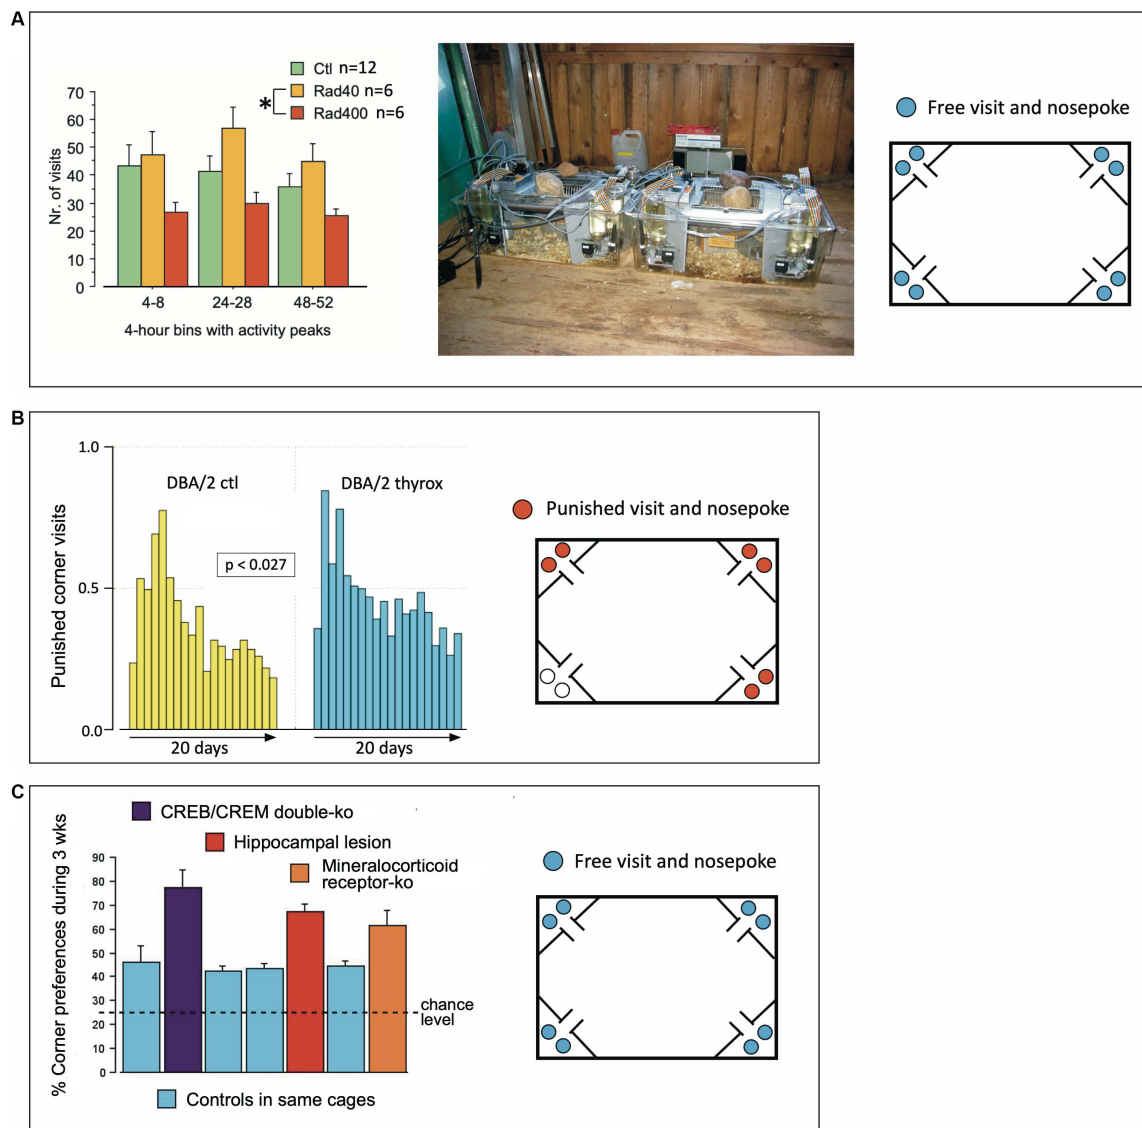 A
Ctl n=12
Rad40 n=6
Rad400 n=6
*
Nr. of visits
70
60
50
40
30
20
10
0
4-8 24-28 48-52
4-hour bins with activity peaks
Free visit and nosepoke
B
Punished corner visits
1.0
0.5
0.0
DBA/2 ctl DBA/2 thyrox
p < 0.027
20 days 20 days
Punished visit and nosepoke
C
CREB/CREM double-ko
Hippocampal lesion
Mineralocorticoid
receptor-ko
% Corner preferences during 3 wks
90
80
70
60
50
40
30
20
10
0
chance
level
Controls in same cages
Free visit and nosepoke